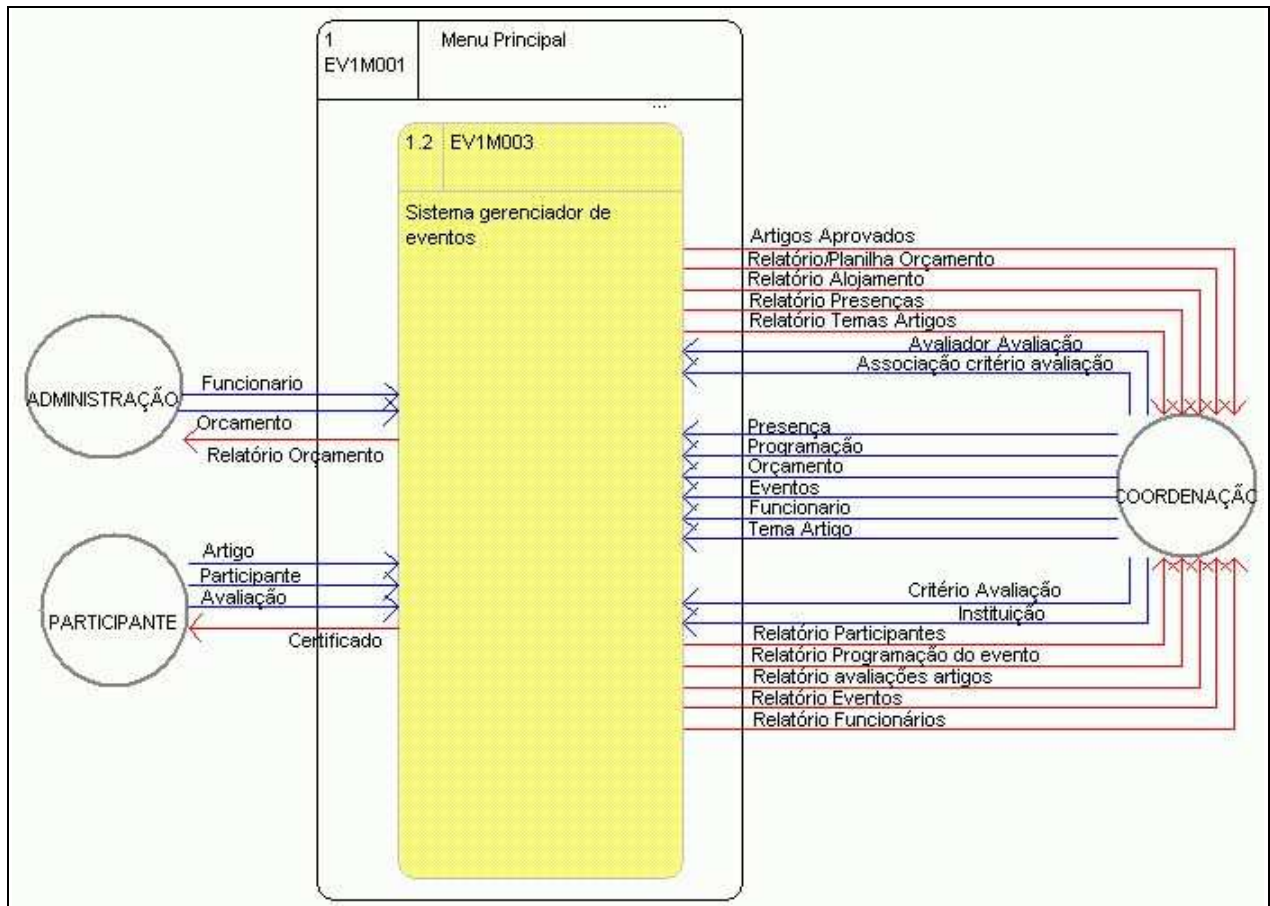 1
EV1M001
Menu Principal
...
1.2 EV1M003
Sistema gerenciador de
eventos
ADMINISTRAÇÃO
Funcionario
Orcamento
Relatório Orçamento
PARTICIPANTE
Artigo
Participante
Avaliação
Certificado
Artigos Aprovados
Relatório/Planilha Orçamento
Relatório Alojamento
Relatório Presenças
Relatório Temas Artigos
Avaliador Avaliação
Associação critério avaliação
Presença
Programação
Orçamento
Eventos
Funcionario
Tema Artigo
COORDENAÇÃO
Critério Avaliação
Instituição
Relatório Participantes
Relatório Programação do evento
Relatório avaliações artigos
Relatório Eventos
Relatório Funcionários